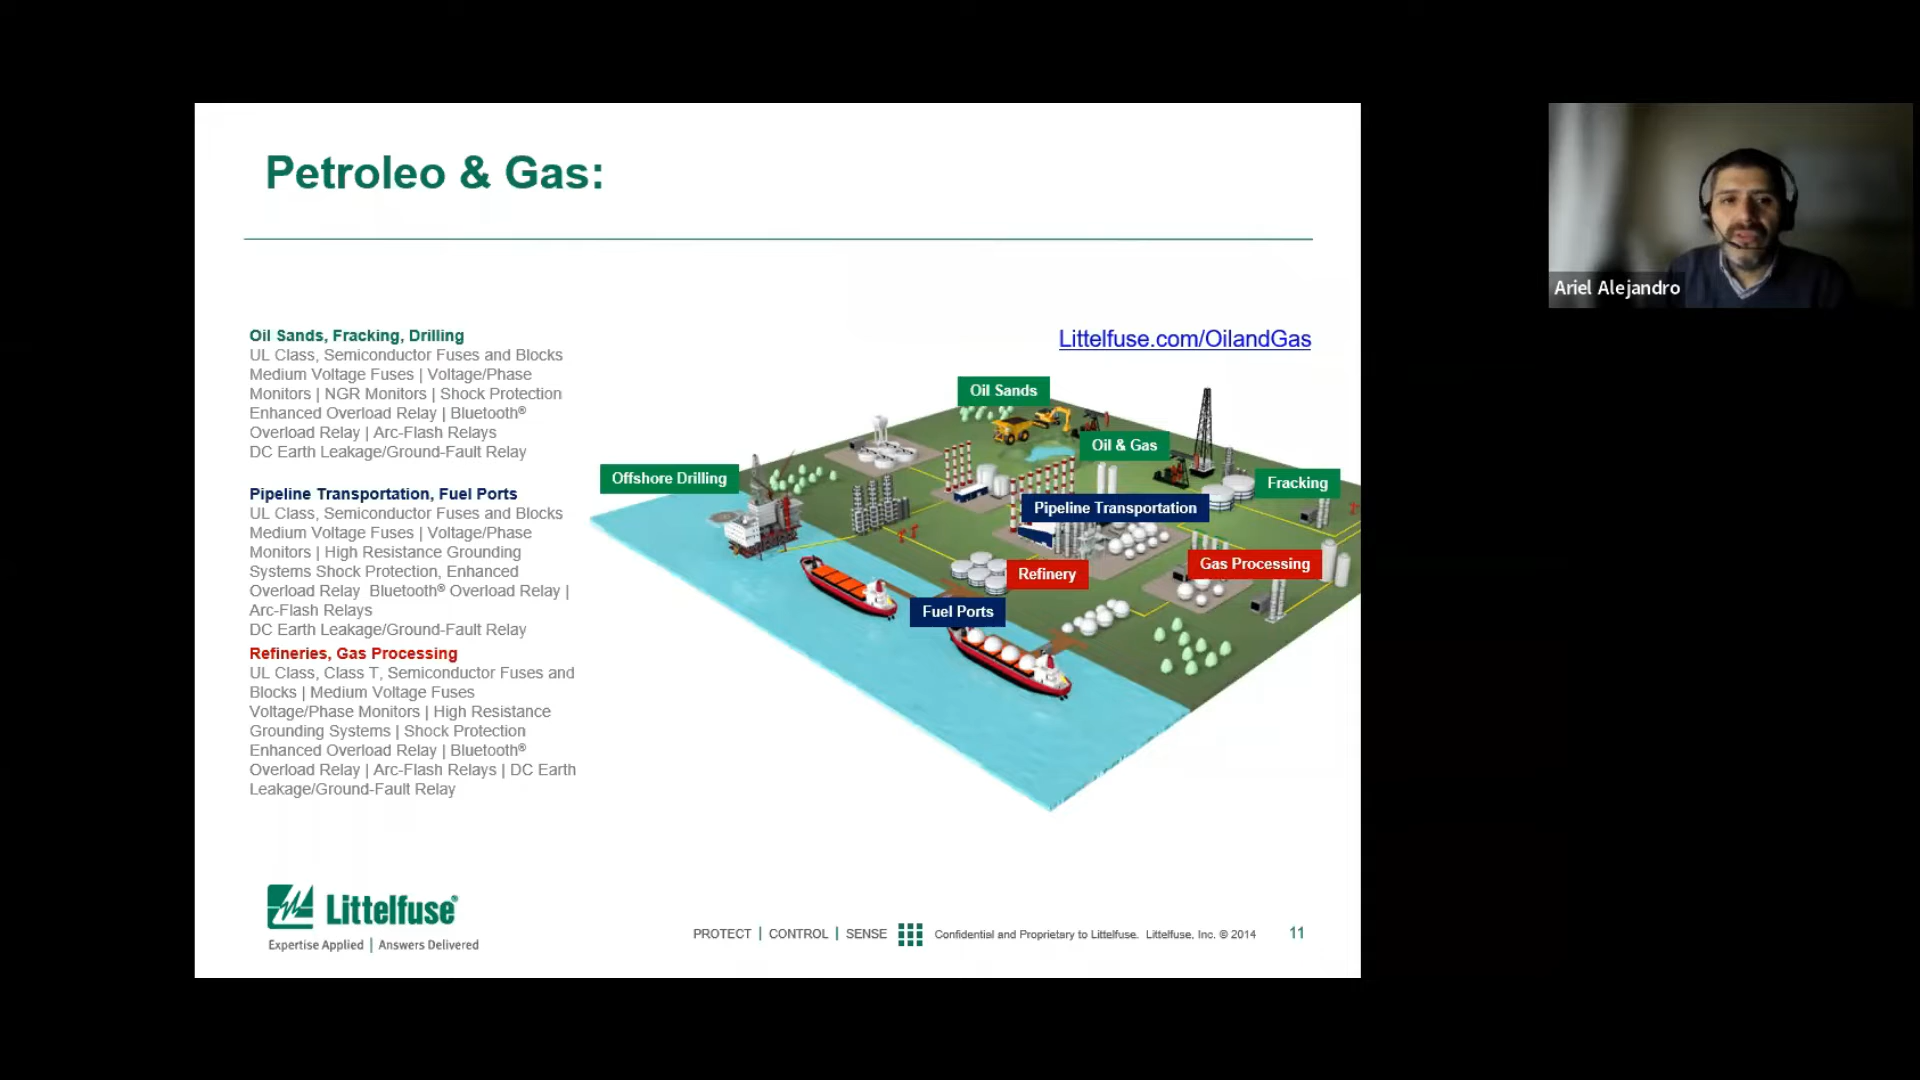 Petroleo & Gas:
Oil Sands, Fracking, Drilling
UL Class, Semiconductor Fuses and Blocks
Medium Voltage Fuses | Voltage/Phase
Monitors | NGR Monitors | Shock Protection
Enhanced Overload Relay | Bluetooth®
Overload Relay | Arc-Flash Relays
DC Earth Leakage/Ground-Fault Relay
Pipeline Transportation, Fuel Ports
UL Class, Semiconductor Fuses and Blocks
Medium Voltage Fuses | Voltage/Phase
Monitors | High Resistance Grounding
Systems Shock Protection, Enhanced
Overload Relay Bluetooth® Overload Relay |
Arc-Flash Relays
DC Earth Leakage/Ground-Fault Relay
Refineries, Gas Processing
UL Class, Class T, Semiconductor Fuses and
Blocks | Medium Voltage Fuses
Voltage/Phase Monitors | High Resistance
Grounding Systems | Shock Protection
Enhanced Overload Relay | Bluetooth®
Overload Relay | Arc-Flash Relays | DC Earth
Leakage/Ground-Fault Relay
Littelfuse.com/OilandGas
Oil Sands
Oil & Gas
Offshore Drilling
Fracking
Pipeline Transportation
Gas Processing
Refinery
Fuel Ports
Littelfuse®
Expertise Applied | Answers Delivered
PROTECT | CONTROL | SENSE
Confidential and Proprietary to Littelfuse. Littelfuse, Inc. © 2014
11
Ariel Alejandro